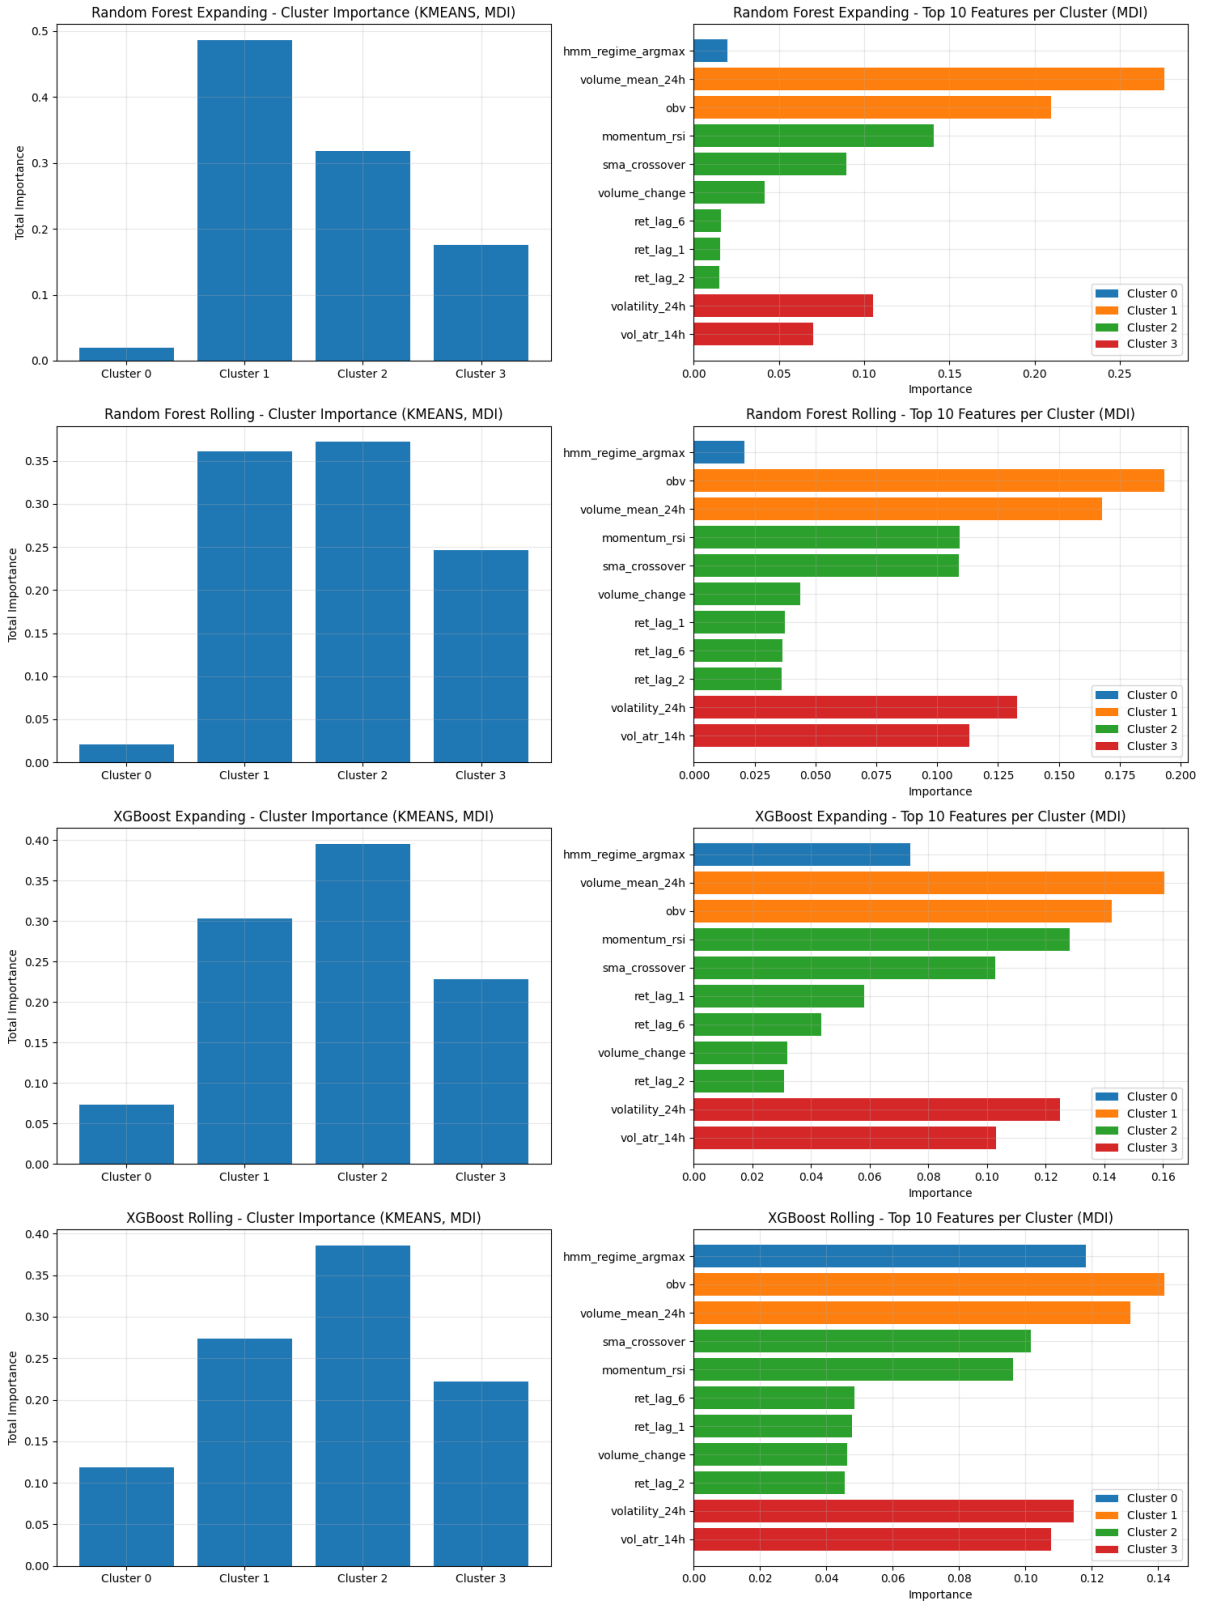 Random Forest Expanding - Cluster Importance (KMEANS, MDI)
Total Importance
0.5
0.4
0.3
0.2
0.1
0.0
Cluster 0 Cluster 1 Cluster 2 Cluster 3
Random Forest Expanding - Top 10 Features per Cluster (MDI)
hmm_regime_argmax
volume_mean_24h
obv
momentum_rsi
sma_crossover
volume_change
ret_lag_6
ret_lag_1
ret_lag_2
volatility_24h
vol_atr_14h
Cluster 0
Cluster 1
Cluster 2
Cluster 3
0.00 0.05 0.10 0.15 0.20 0.25
Importance
Random Forest Rolling - Cluster Importance (KMEANS, MDI)
Total Importance
0.35
0.30
0.25
0.20
0.15
0.10
0.05
0.00
Cluster 0 Cluster 1 Cluster 2 Cluster 3
Random Forest Rolling - Top 10 Features per Cluster (MDI)
hmm_regime_argmax
obv
volume_mean_24h
momentum_rsi
sma_crossover
volume_change
ret_lag_1
ret_lag_6
ret_lag_2
volatility_24h
vol_atr_14h
Cluster 0
Cluster 1
Cluster 2
Cluster 3
0.000 0.025 0.050 0.075 0.100 0.125 0.150 0.175 0.200
Importance
XGBoost Expanding - Cluster Importance (KMEANS, MDI)
Total Importance
0.40
0.35
0.30
0.25
0.20
0.15
0.10
0.05
0.00
Cluster 0 Cluster 1 Cluster 2 Cluster 3
XGBoost Expanding - Top 10 Features per Cluster (MDI)
hmm_regime_argmax
volume_mean_24h
obv
momentum_rsi
sma_crossover
ret_lag_1
ret_lag_6
volume_change
ret_lag_2
volatility_24h
vol_atr_14h
Cluster 0
Cluster 1
Cluster 2
Cluster 3
0.00 0.02 0.04 0.06 0.08 0.10 0.12 0.14 0.16
Importance
XGBoost Rolling - Cluster Importance (KMEANS, MDI)
Total Importance
0.40
0.35
0.30
0.25
0.20
0.15
0.10
0.05
0.00
Cluster 0 Cluster 1 Cluster 2 Cluster 3
XGBoost Rolling - Top 10 Features per Cluster (MDI)
hmm_regime_argmax
obv
volume_mean_24h
sma_crossover
momentum_rsi
ret_lag_6
ret_lag_1
volume_change
ret_lag_2
volatility_24h
vol_atr_14h
Cluster 0
Cluster 1
Cluster 2
Cluster 3
0.00 0.02 0.04 0.06 0.08 0.10 0.12 0.14
Importance